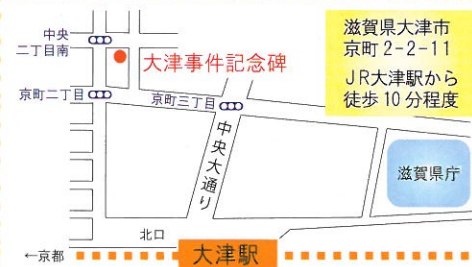 中央
二丁目南
大津事件記念碑
滋賀県大津市
京町2-2-11
JR大津駅から
徒歩10分程度
京町二丁目
京町三丁目
中央大通り
滋賀県庁
北口
←京都
大津駅